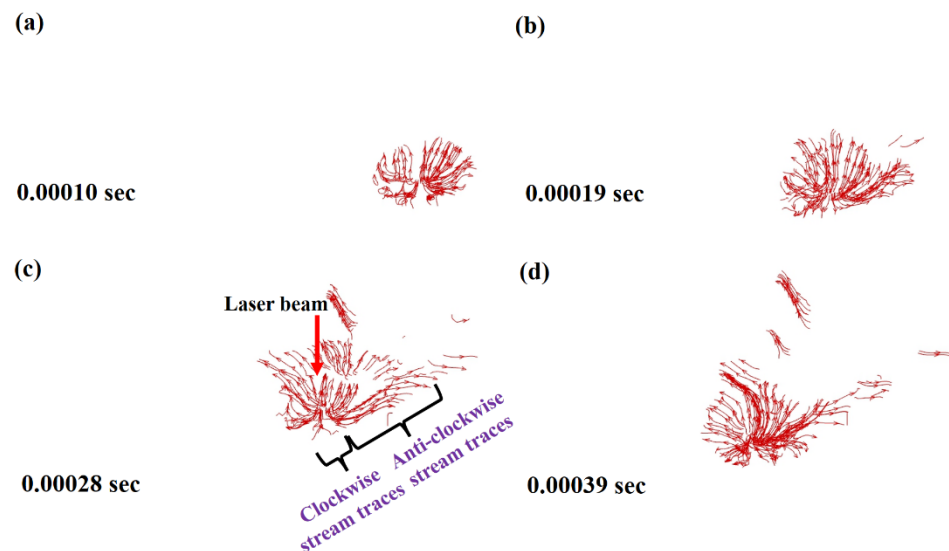 (a)
(b)
0.00010 sec
0.00019 sec
(c)
(d)
Laser beam
Clockwise
stream traces
Anti-clockwise
stream traces
0.00028 sec
0.00039 sec